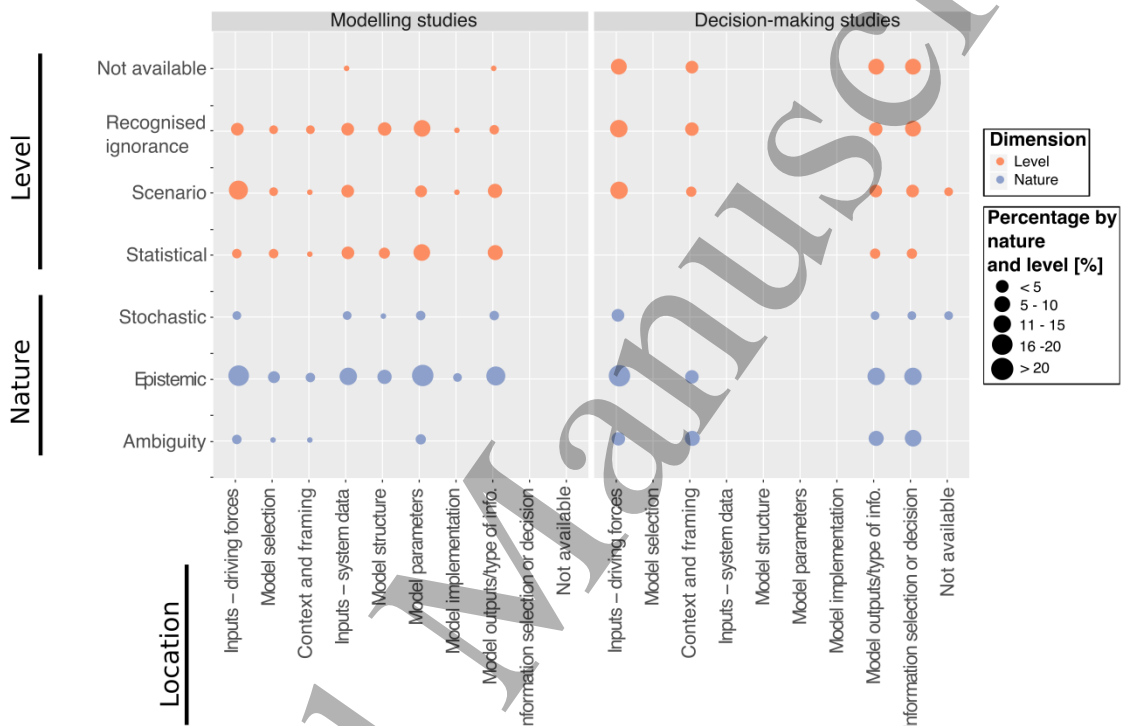 Modelling studies
Decision-making studies
Level
Not available
Recognised
ignorance
Scenario
Statistical
Nature
Stochastic
Epistemic
Ambiguity
Dimension
Level
Nature
Percentage by
nature
and level [%]
< 5
5 - 10
11 - 15
16 -20
> 20
Location
Inputs – driving forces
Model selection
Context and framing
Inputs – system data
Model structure
Model parameters
Model implementation
Model outputs/type of info.
nformation selection or decision
Not available
Inputs – driving forces
Model selection
Context and framing
Inputs – system data
Model structure
Model parameters
Model implementation
Model outputs/type of info.
nformation selection or decision
Not available